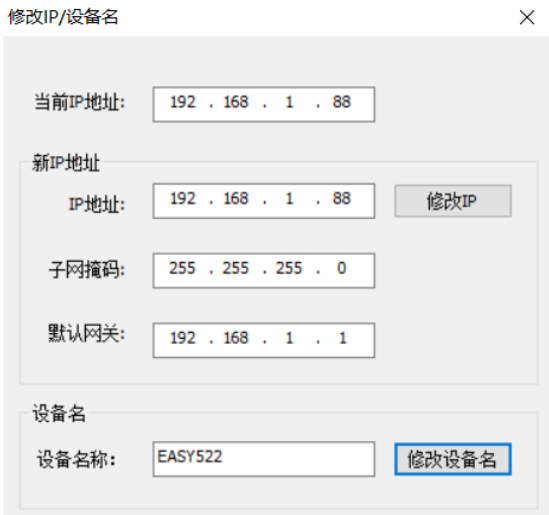 修改IP/设备名
当前IP地址: 192 . 168 . 1 . 88
新IP地址
IP地址: 192 . 168 . 1 . 88 修改IP
子网掩码: 255 . 255 . 255 . 0
默认网关: 192 . 168 . 1 . 1
设备名
设备名称: EASY522 修改设备名